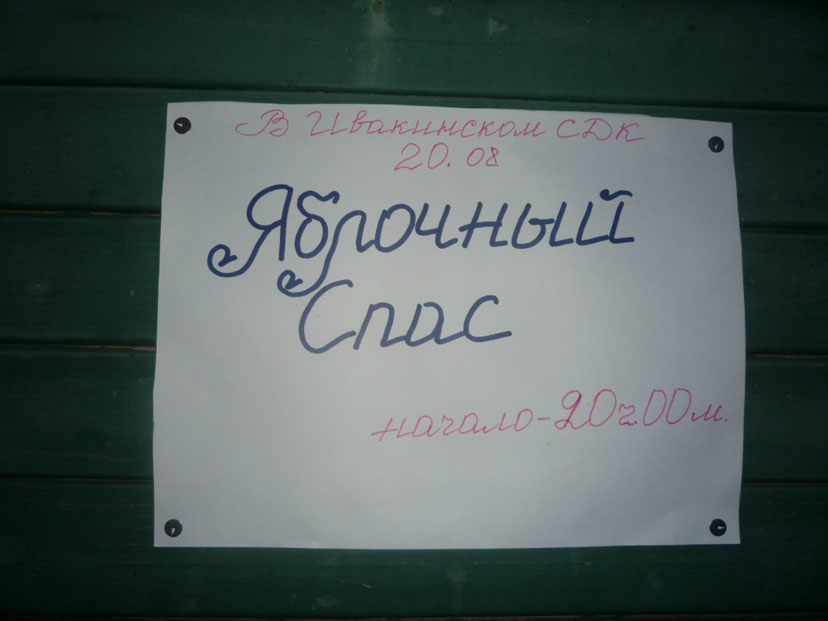 В Ивакинском СДК
20.08
Яблочный
Спас
начало-20ч.00м.